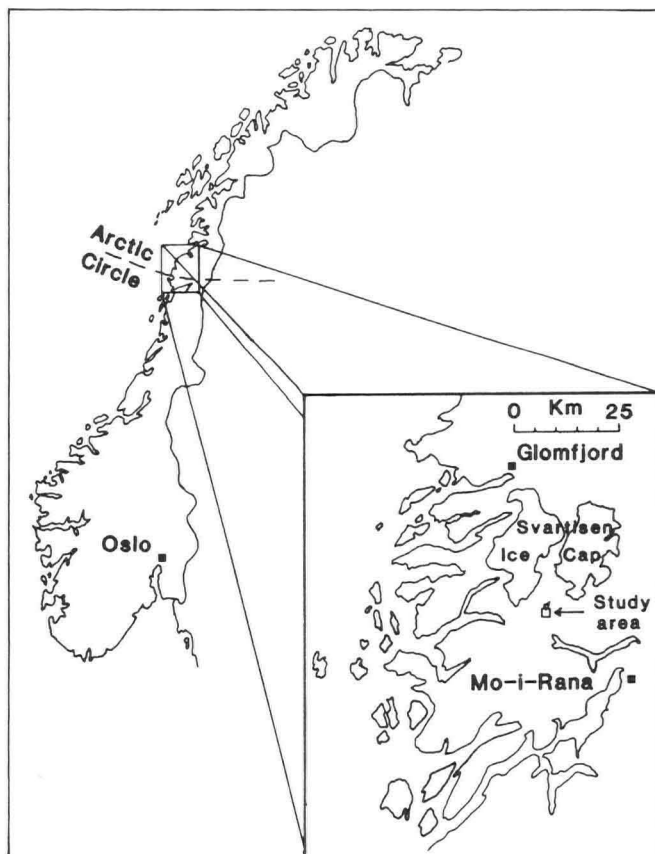 Arctic
Circle
Oslo
0 Km 25
Glomfjord
Svartisen
Ice Cap
Study
area
Mo-i-Rana